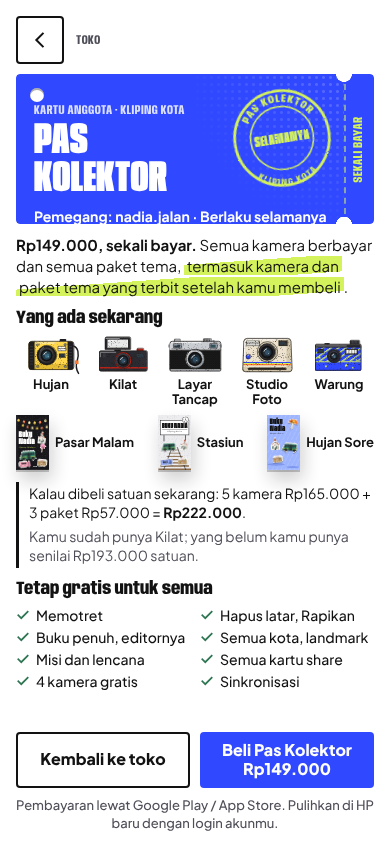 TOKO
KARTU ANGGOTA · KLIPING KOTA
PAS
KOLEKTOR
Pemegang: nadia.jalan · Berlaku selamanya
PAS KOLEKTOR
SELAMANYA
KLIPING KOTA
SEKALI BAYAR
Rp149.000, sekali bayar. Semua kamera berbayar
dan semua paket tema, termasuk kamera dan
paket tema yang terbit setelah kamu membeli .
Yang ada sekarang
Hujan
Kilat
Layar
Tancap
Studio
Foto
Warung
Buku
Nadia
Pasar Malam
Buku Nadia
Stasiun
Buku
Nadia
Hujan Sore
Kalau dibeli satuan sekarang: 5 kamera Rp165.000 +
3 paket Rp57.000 = Rp222.000.
Kamu sudah punya Kilat; yang belum kamu punya
senilai Rp193.000 satuan.
Tetap gratis untuk semua
Memotret
Hapus latar, Rapikan
Buku penuh, editornya
Semua kota, landmark
Misi dan lencana
Semua kartu share
4 kamera gratis
Sinkronisasi
Kembali ke toko
Beli Pas Kolektor
Rp149.000
Pembayaran lewat Google Play / App Store. Pulihkan di HP
baru dengan login akunmu.